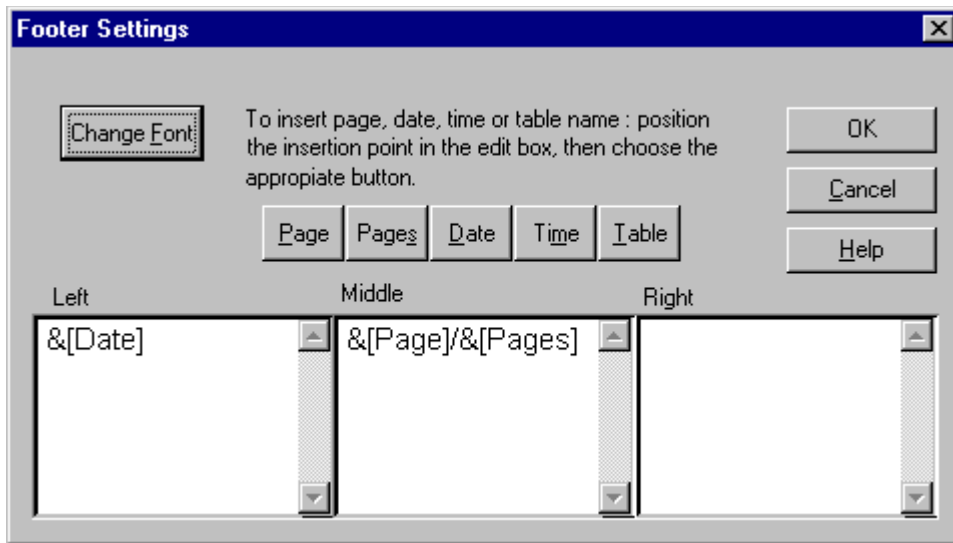 Footer Settings
Change Font
To insert page, date, time or table name : position
the insertion point in the edit box, then choose the
appropiate button.
OK
Cancel
Help
Page Pages Date Time Table
Left Middle Right
&[Date] &[Page]/&[Pages]